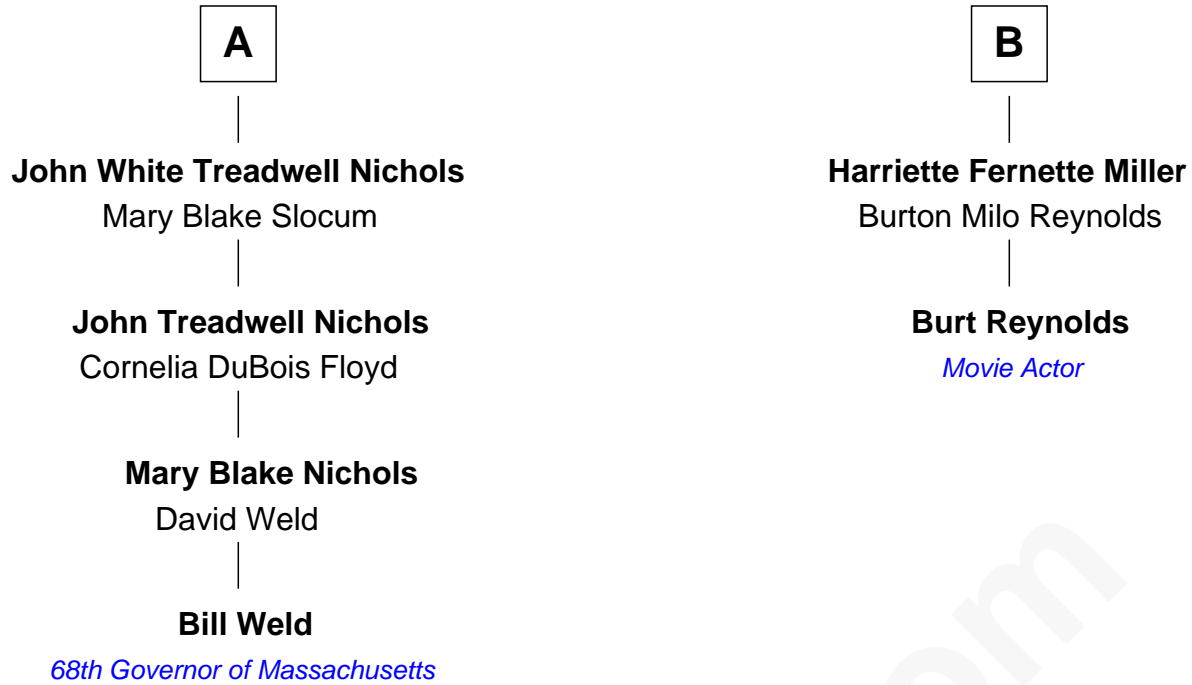 A
John White Treadwell Nichols
Mary Blake Slocum
John Treadwell Nichols
Cornelia DuBois Floyd
Mary Blake Nichols
David Weld
Bill Weld
68th Governor of Massachusetts
B
Harriette Fernette Miller
Burton Milo Reynolds
Burt Reynolds
Movie Actor
om